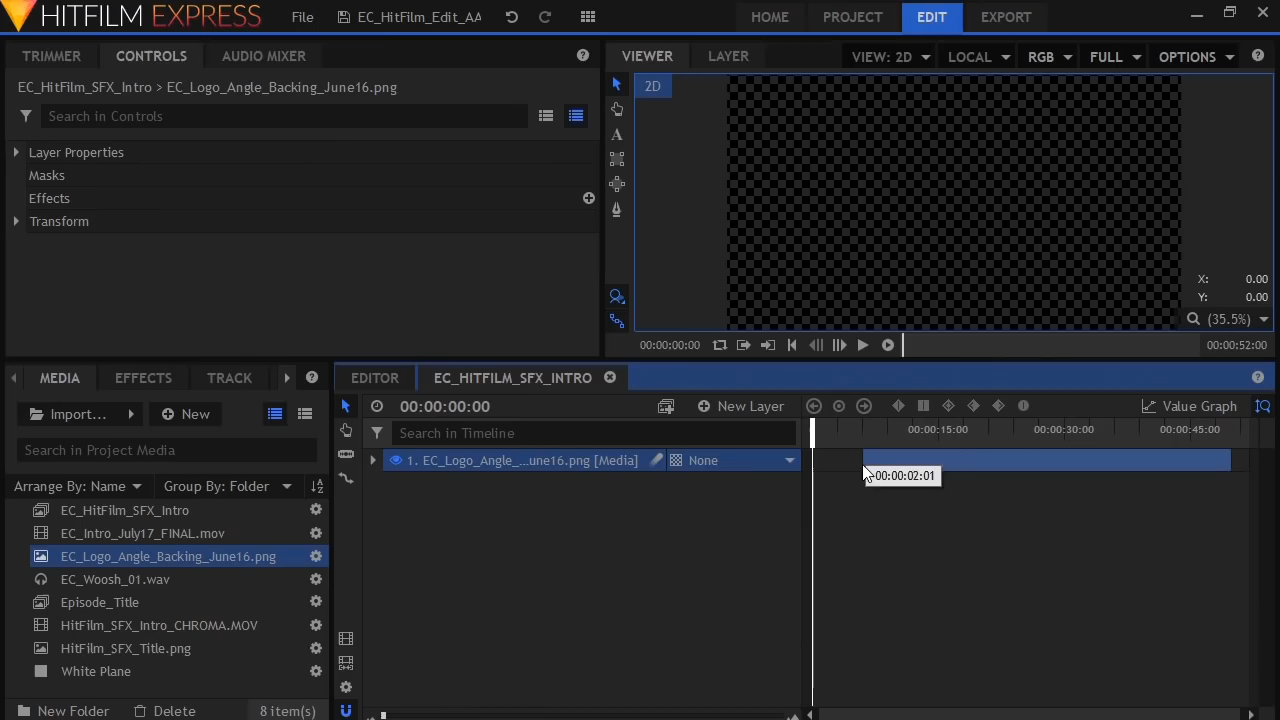 HITFILM EXPRESS File EC_HitFilm_Edit_AA HOME PROJECT EDIT EXPORT
TRIMMER CONTROLS AUDIO MIXER
VIEWER LAYER VIEW: 2D LOCAL RGB FULL OPTIONS
EC_HitFilm_SFX_Intro > EC_Logo_Angle_Backing_June16.png
Search in Controls
Layer Properties
Masks
Effects
Transform
2D
A
X: 0.00
Y: 0.00
(35.5%)
00:00:00:00 00:00:52:00
MEDIA EFFECTS TRACK
Import... New
Search in Project Media
Arrange By: Name Group By: Folder
EC_HitFilm_SFX_Intro
EC_Intro_July17_FINAL.mov
EC_Logo_Angle_Backing_June16.png
EC_Woosh_01.wav
Episode_Title
HitFilm_SFX_Intro_CHROMA.MOV
HitFilm_SFX_Title.png
White Plane
New Folder Delete 8 item(s)
EDITOR EC_HITFILM_SFX_INTRO
00:00:00:00 New Layer Value Graph
Search in Timeline
00:00:15:00 00:00:30:00 00:00:45:00
1. EC_Logo_Angle_...une16.png [Media] None
00:00:02:01